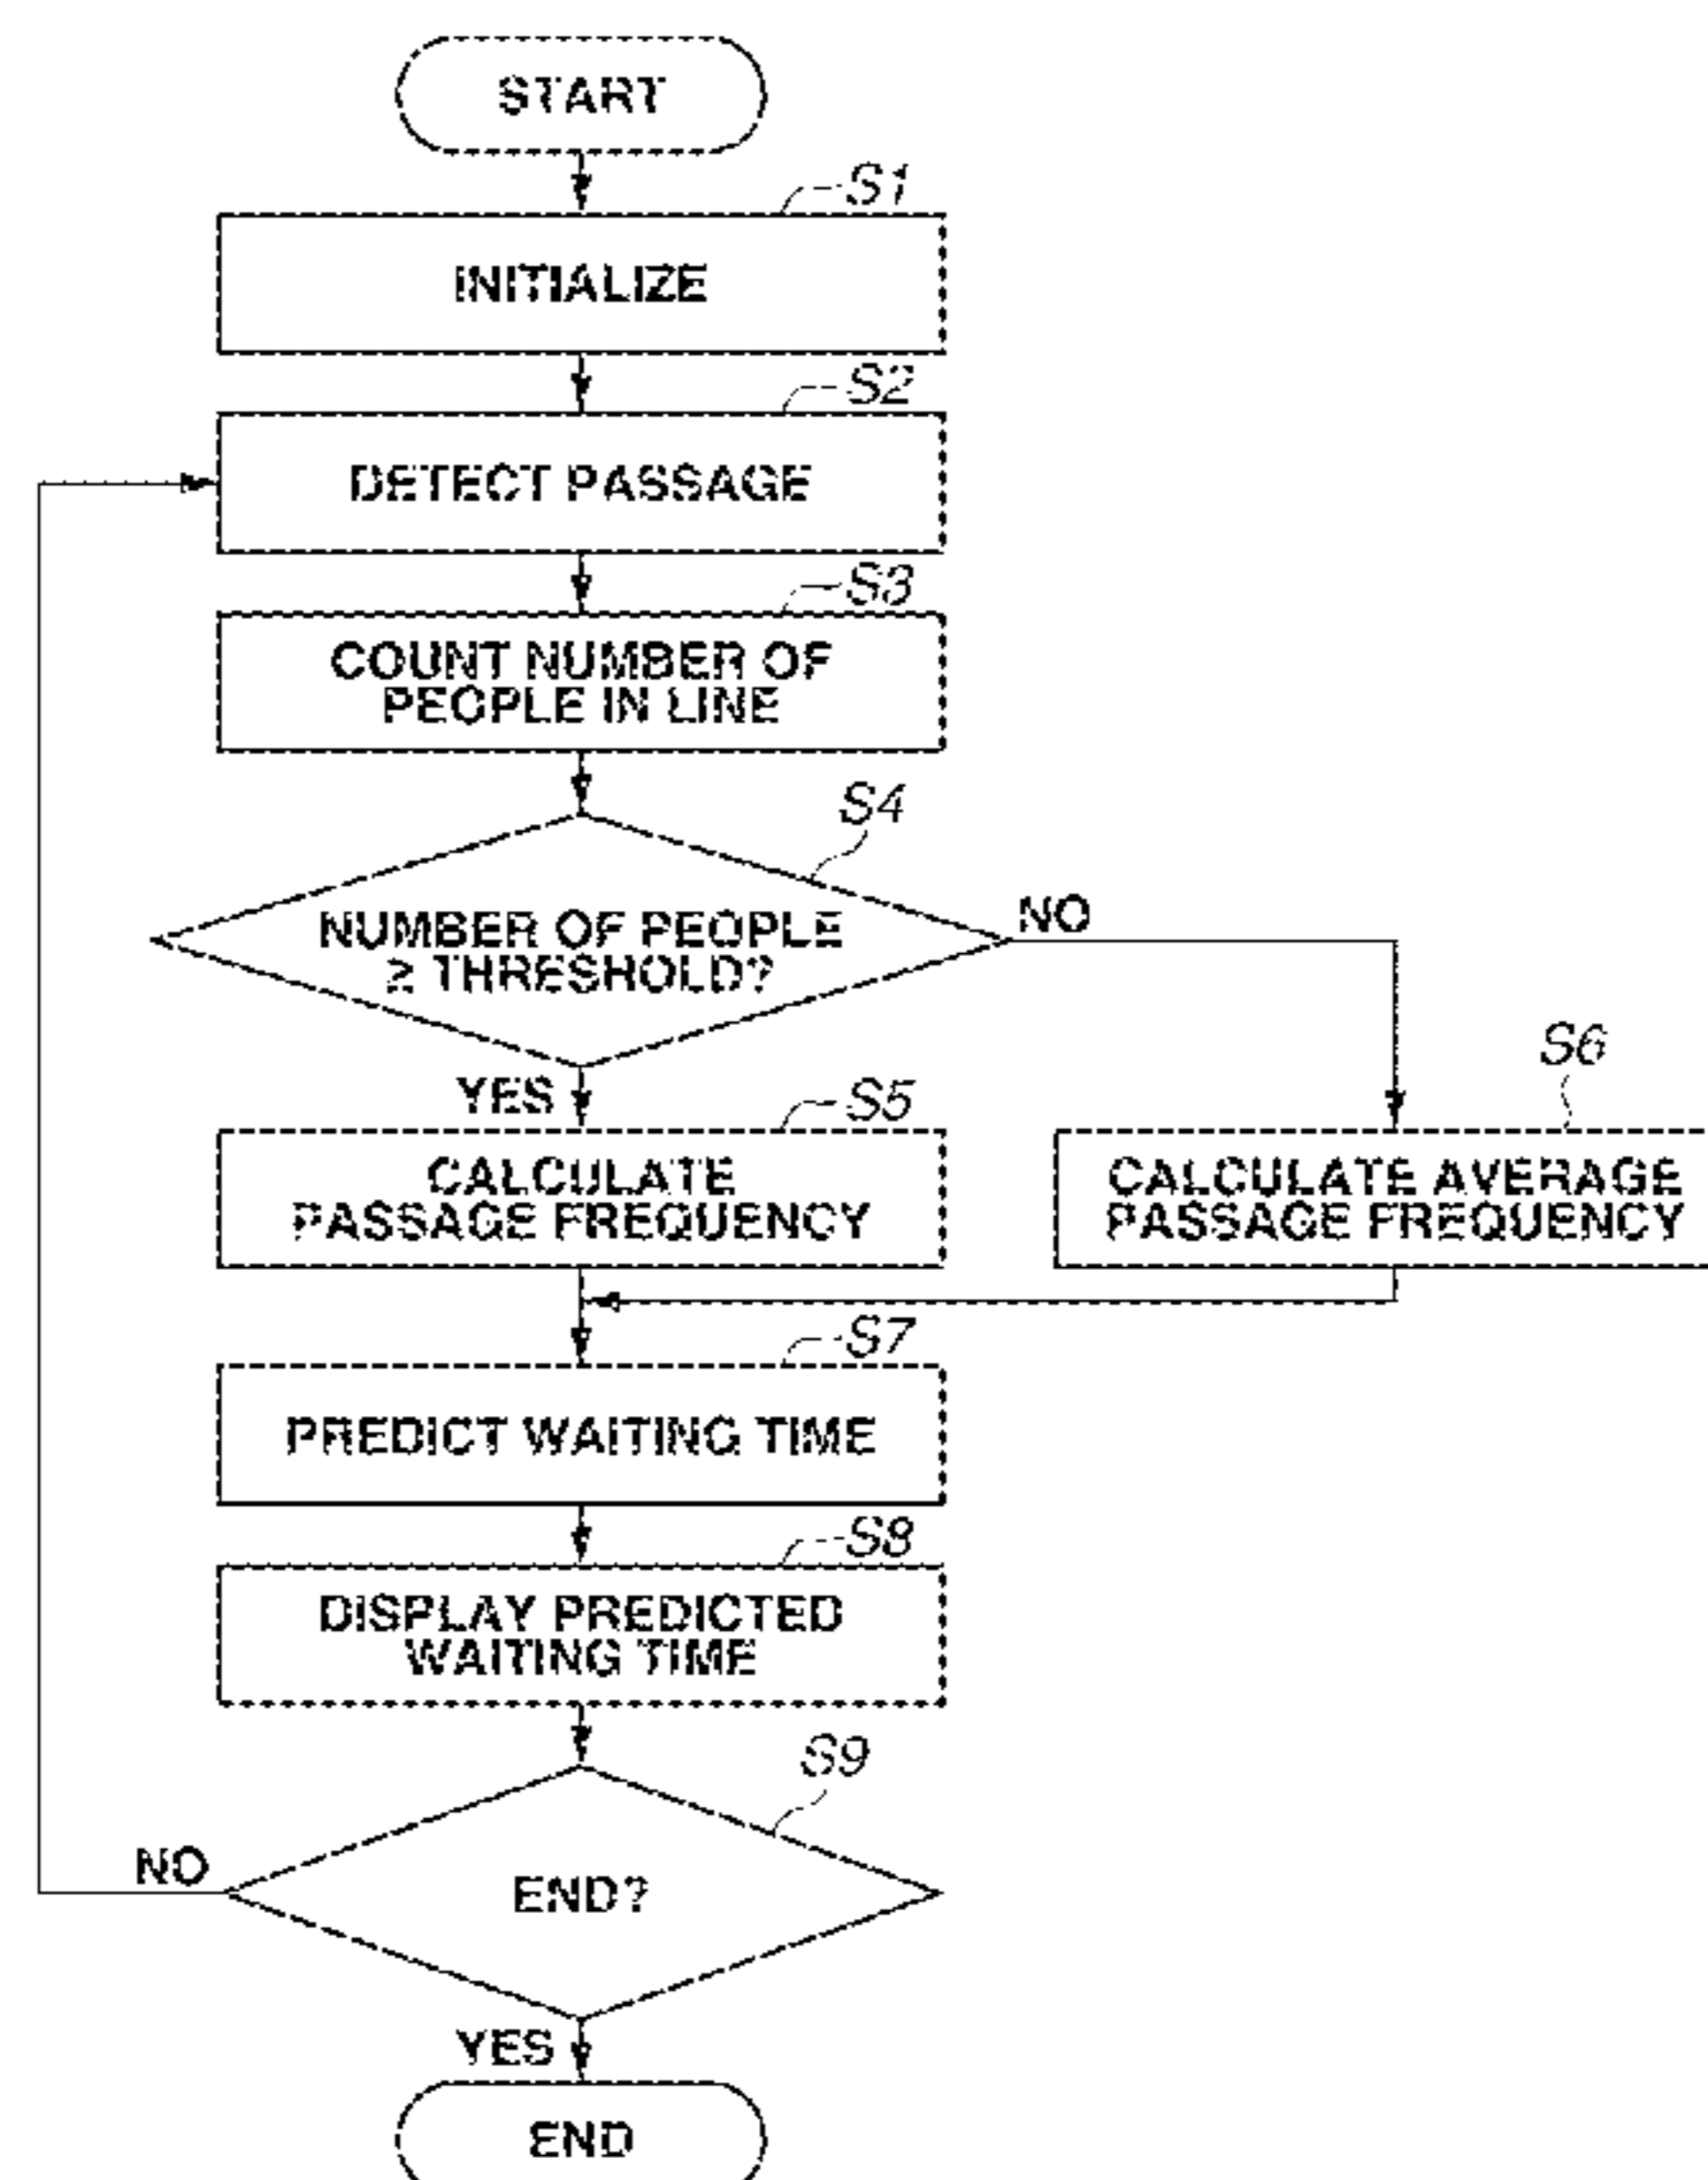 START
S1
INITIALIZE
S2
DETECT PASSAGE
S3
COUNT NUMBER OF
PEOPLE IN LINE
S4
NUMBER OF PEOPLE
≥ THRESHOLD?
NO
YES
S5
CALCULATE
PASSAGE FREQUENCY
S6
CALCULATE AVERAGE
PASSAGE FREQUENCY
S7
PREDICT WAITING TIME
S8
DISPLAY PREDICTED
WAITING TIME
S9
END?
NO
YES
END